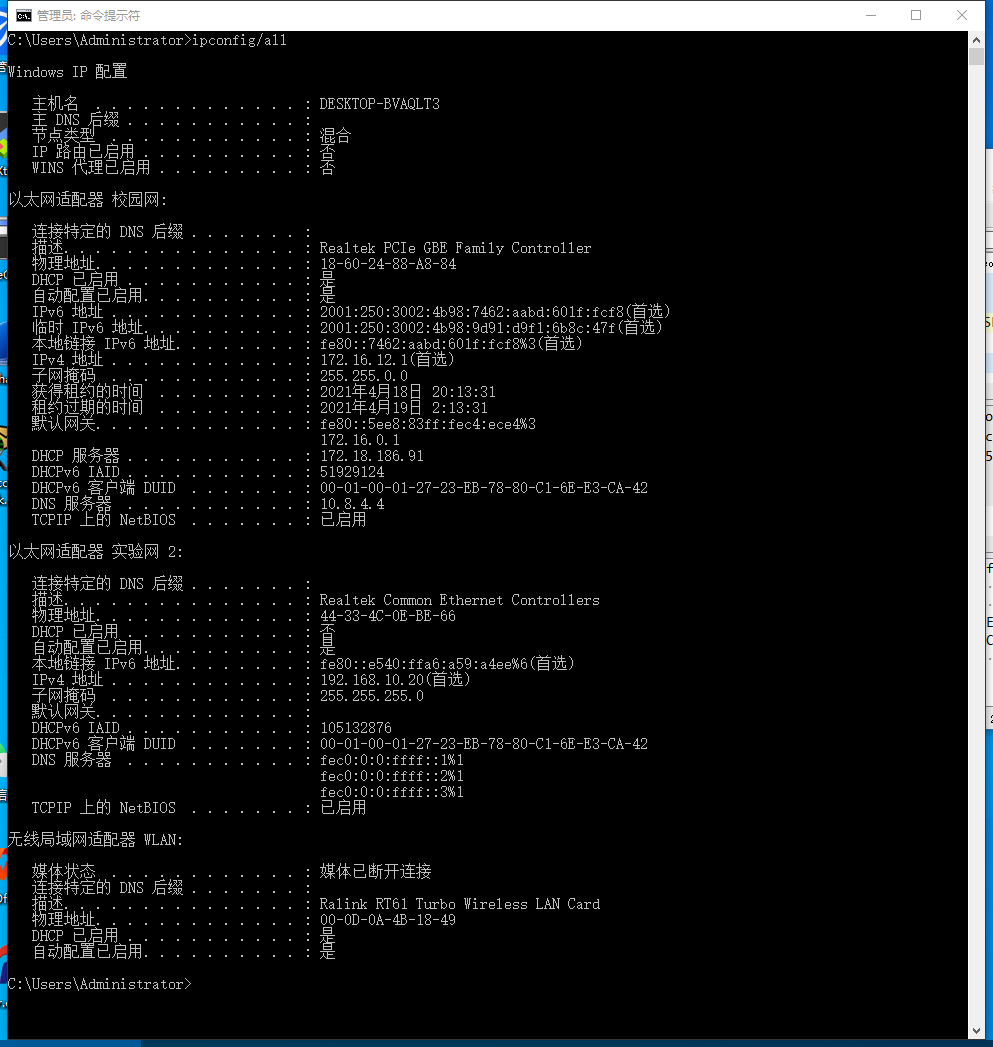 管理员: 命令提示符
C:\Users\Administrator>ipconfig/all
Windows IP 配置
主机名 . . . . . . . . . . . . . : DESKTOP-BVAQLT3
主 DNS 后缀 . . . . . . . . . . . :
节点类型 . . . . . . . . . . . . : 混合
IP 路由已启用 . . . . . . . . . . : 否
WINS 代理已启用 . . . . . . . . . : 否
以太网适配器 校园网:
连接特定的 DNS 后缀 . . . . . . . :
描述. . . . . . . . . . . . . . . : Realtek PCIe GBE Family Controller
物理地址. . . . . . . . . . . . . : 18-60-24-88-A8-84
DHCP 已启用 . . . . . . . . . . . : 是
自动配置已启用. . . . . . . . . . : 是
IPv6 地址 . . . . . . . . . . . . : 2001:250:3002:4b98:7462:aabd:601f:fcf8(首选)
临时 IPv6 地址. . . . . . . . . . : 2001:250:3002:4b98:9d91:d9f1:6b8c:47f(首选)
本地链接 IPv6 地址. . . . . . . . : fe80::7462:aabd:601f:fcf8%3(首选)
IPv4 地址 . . . . . . . . . . . . : 172.16.12.1(首选)
子网掩码 . . . . . . . . . . . . : 255.255.0.0
获得租约的时间 . . . . . . . . . : 2021年4月18日 20:13:31
租约过期的时间 . . . . . . . . . : 2021年4月19日 2:13:31
默认网关. . . . . . . . . . . . . : fe80::5ee8:83ff:fec4:ece4%3
172.16.0.1
DHCP 服务器 . . . . . . . . . . . : 172.18.186.91
DHCPv6 IAID . . . . . . . . . . . : 51929124
DHCPv6 客户端 DUID . . . . . . . : 00-01-00-01-27-23-EB-78-80-C1-6E-E3-CA-42
DNS 服务器 . . . . . . . . . . . : 10.8.4.4
TCPIP 上的 NetBIOS . . . . . . . : 已启用
以太网适配器 实验网 2:
连接特定的 DNS 后缀 . . . . . . . :
描述. . . . . . . . . . . . . . . : Realtek Common Ethernet Controllers
物理地址. . . . . . . . . . . . . : 44-33-4C-0E-BE-66
DHCP 已启用 . . . . . . . . . . . : 否
自动配置已启用. . . . . . . . . . : 是
本地链接 IPv6 地址. . . . . . . . : fe80::e540:ffa6:a59:a4ee%6(首选)
IPv4 地址 . . . . . . . . . . . . : 192.168.10.20(首选)
子网掩码 . . . . . . . . . . . . : 255.255.255.0
默认网关. . . . . . . . . . . . . :
DHCPv6 IAID . . . . . . . . . . . : 105132876
DHCPv6 客户端 DUID . . . . . . . : 00-01-00-01-27-23-EB-78-80-C1-6E-E3-CA-42
DNS 服务器 . . . . . . . . . . . : fec0:0:0:ffff::1%1
fec0:0:0:ffff::2%1
fec0:0:0:ffff::3%1
TCPIP 上的 NetBIOS . . . . . . . : 已启用
无线局域网适配器 WLAN:
媒体状态 . . . . . . . . . . . . : 媒体已断开连接
连接特定的 DNS 后缀 . . . . . . . :
描述. . . . . . . . . . . . . . . : Ralink RT61 Turbo Wireless LAN Card
物理地址. . . . . . . . . . . . . : 00-0D-0A-4B-18-49
DHCP 已启用 . . . . . . . . . . . : 是
自动配置已启用. . . . . . . . . . : 是
C:\Users\Administrator>